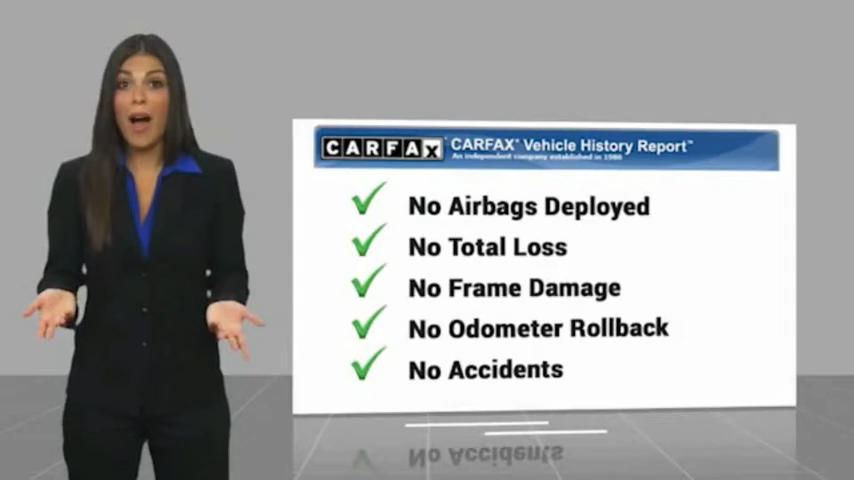 CARFAX CARFAX Vehicle History Report™
An independent company established in 1986
No Airbags Deployed
No Total Loss
No Frame Damage
No Odometer Rollback
No Accidents
No Accidents